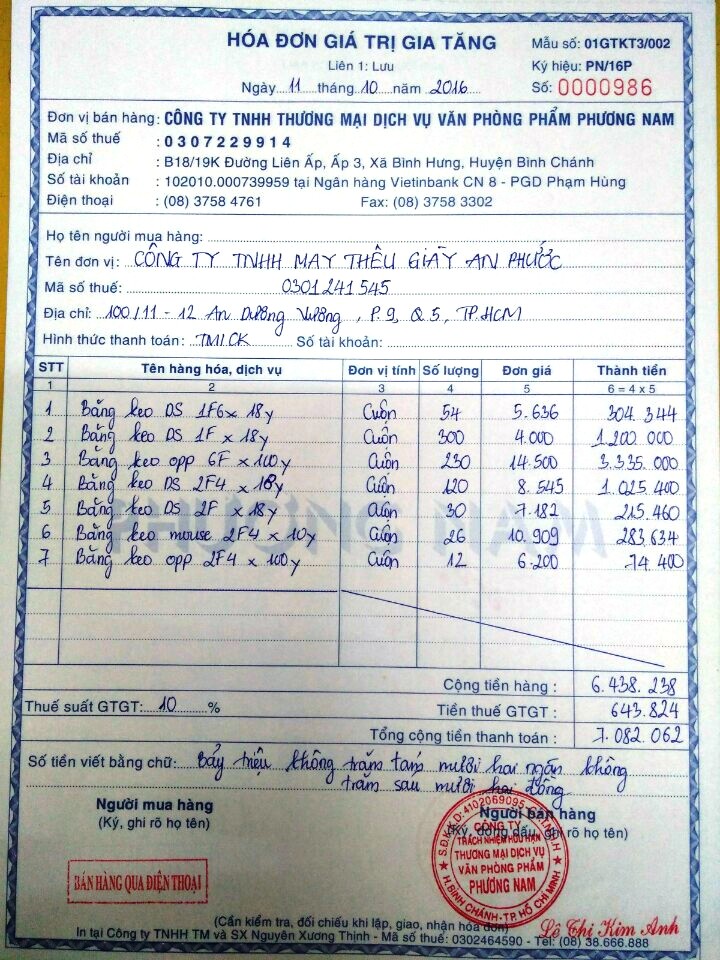 HÓA ĐƠN GIÁ TRỊ GIA TĂNG
Mẫu số: 01GTKT3/002
Liên 1: Lưu
Ký hiệu: PN/16P
Ngày 11 tháng 10 năm 2016
Số: 0000986
Đơn vị bán hàng: CÔNG TY TNHH THƯƠNG MẠI DỊCH VỤ VĂN PHÒNG PHẨM PHƯƠNG NAM
Mã số thuế : 0307229914
Địa chỉ : B18/19K Đường Liên Ấp, Ấp 3, Xã Bình Hưng, Huyện Bình Chánh
Số tài khoản : 102010.000739959 tại Ngân hàng Vietinbank CN 8 - PGD Phạm Hùng
Điện thoại : (08) 3758 4761 Fax: (08) 3758 3302
Họ tên người mua hàng:
Tên đơn vị: CÔNG TY TNHH MAY THÊU GIÀY AN PHƯỚC
Mã số thuế: 0301241545
Địa chỉ: 100/11 - 12 An Dương Vương, P.9, Q5, TP.HCM
Hình thức thanh toán: TM/CK Số tài khoản:
STT Tên hàng hóa, dịch vụ Đơn vị tính Số lượng Đơn giá Thành tiền
1 2 3 4 5 6 = 4 x 5
1 Băng keo DS 1F6 x 18y Cuồn 54 5.636 304.344
2 Băng keo DS 1F x 18y Cuồn 300 4.000 1.200.000
3 Băng keo opp 6F x 100y Cuồn 230 14.500 3.335.000
4 Băng keo DS 2F4 x 18y Cuồn 120 8.545 1.025.400
5 Băng keo DS 2F x 18y Cuồn 30 7.182 215.460
6 Băng keo mouse 2F4 x 10y Cuồn 26 10.909 283.634
7 Băng keo opp 2F4 x 100y Cuồn 12 6.200 74.400
Cộng tiền hàng : 6.438.238
Thuế suất GTGT: 10 % Tiền thuế GTGT : 643.824
Tổng cộng tiền thanh toán : 7.082.062
Số tiền viết bằng chữ: Bảy triệu không trăm tám mươi hai ngàn không
trăm sáu mươi hai đồng
Người mua hàng Người bán hàng
(Ký, ghi rõ họ tên) (Ký, đóng dấu, ghi rõ họ tên)
S.Đ.K.K.D: 4102069095
CÔNG TY
TRÁCH NHIỆM HỮU HẠN
THƯƠNG MẠI DỊCH VỤ
VĂN PHÒNG PHẨM
PHƯƠNG NAM
H.BÌNH CHÁNH-TP.HỒ CHÍ MINH
BÁN HÀNG QUA ĐIỆN THOẠI
Lê Thị Kim Anh
(Cần kiểm tra, đối chiếu khi lập, giao, nhận hóa đơn)
In tại Công ty TNHH TM và SX Nguyên Xương Thịnh - Mã số thuế: 0302464590 - Tel: (08) 38.666.888